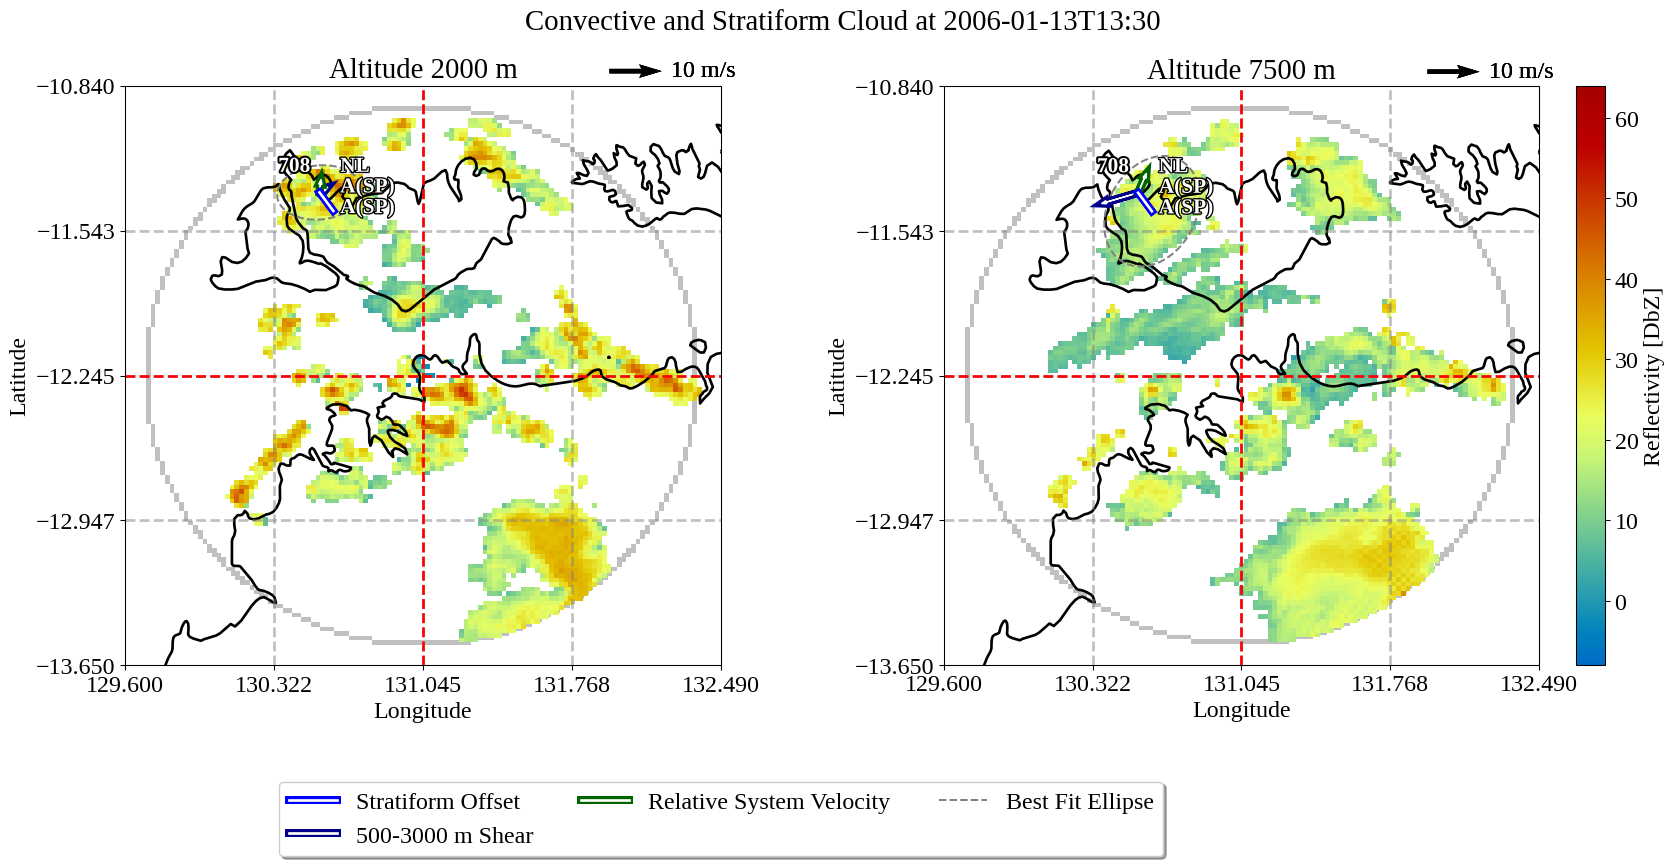 Convective and Stratiform Cloud at 2006-01-13T13:30
Altitude 2000 m
10 m/s
−10.840
−11.543
−12.245
−12.947
−13.650
Latitude
129.600
130.322
131.045
131.768
132.490
Longitude
708
NL
A(SP)
A(SP)
Altitude 7500 m
10 m/s
−10.840
−11.543
−12.245
−12.947
−13.650
Latitude
129.600
130.322
131.045
131.768
132.490
Longitude
708
NL
A(SP)
A(SP)
60
50
40
30
20
10
0
Reflectivity [DbZ]
Stratiform Offset
500-3000 m Shear
Relative System Velocity
Best Fit Ellipse